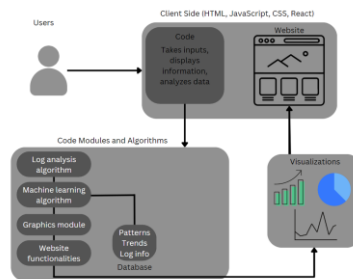 Client Side (HTML, JavaScript, CSS, React)
Users
Code
Takes inputs,
displays
information,
analyzes data
Website
Code Modules and Algorithms
Log analysis
algorithm
Machine learning
algorithm
Graphics module
Website
functionalities
Patterns
Trends
Log info
Database
Visualizations